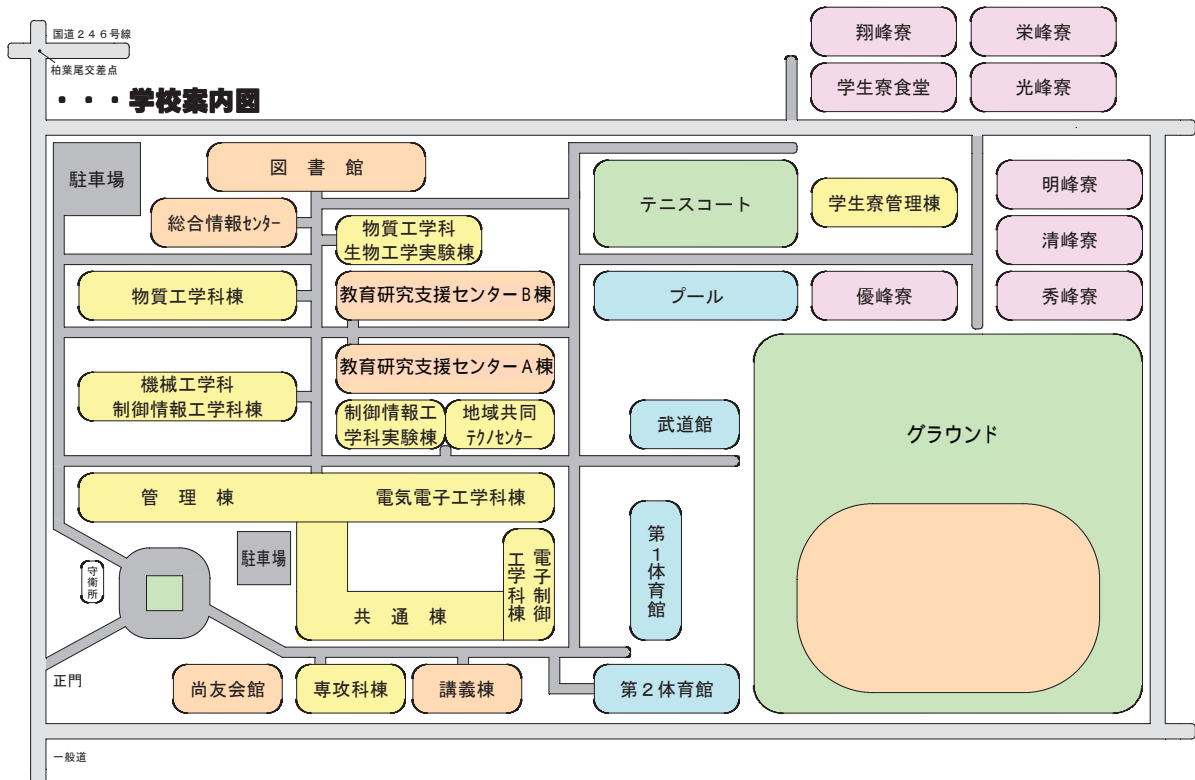 国道246号線
柏葉尾交差点
・・・学校案内図
翔峰寮
栄峰寮
学生寮食堂
光峰寮
駐車場
図書館
総合情報センター
物質工学科
生物工学実験棟
テニスコート
学生寮管理棟
明峰寮
清峰寮
物質工学科棟
教育研究支援センターB棟
プール
優峰寮
秀峰寮
機械工学科
制御情報工学科棟
教育研究支援センターA棟
制御情報工
学科実験棟
地域共同
テクノセンター
武道館
グラウンド
管理棟
電気電子工学科棟
守衛所
駐車場
共通棟
電子制御
工学科棟
第1体育館
正門
尚友会館
専攻科棟
講義棟
第2体育館
一般道